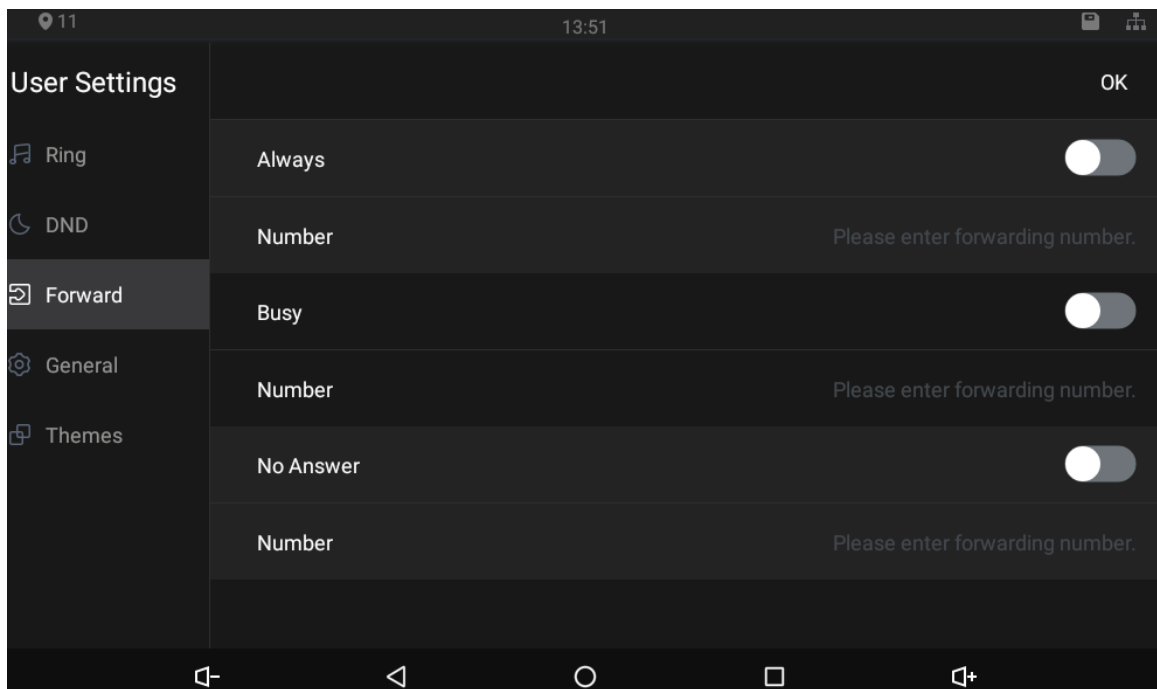 11
13:51
User Settings
OK
Ring
DND
Forward
General
Themes
Always
Number Please enter forwarding number.
Busy
Number Please enter forwarding number.
No Answer
Number Please enter forwarding number.